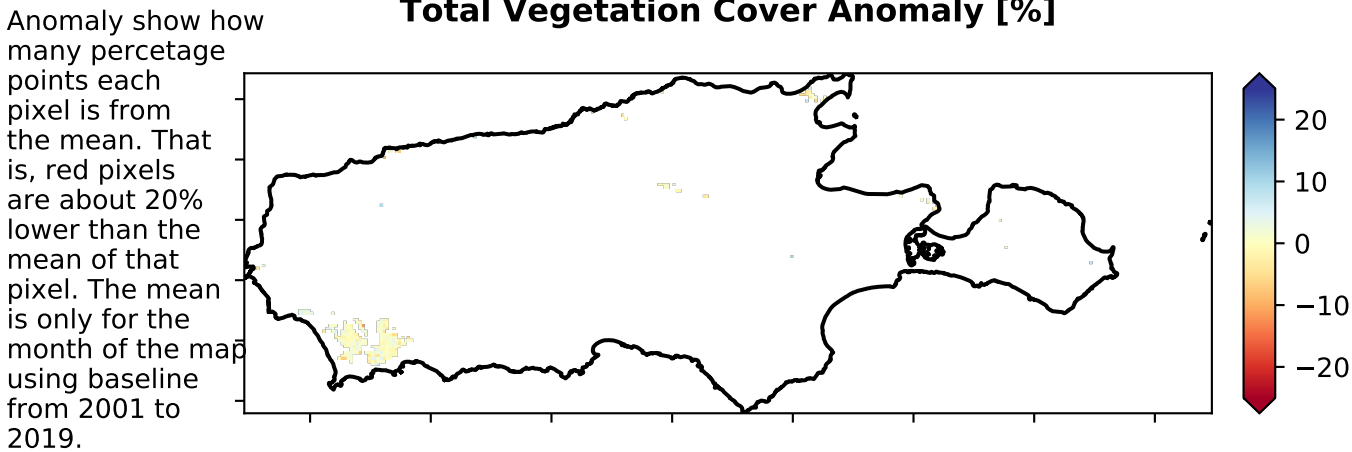 Total Vegetation Cover Anomaly [%]
Anomaly show how
many percetage
points each
pixel is from
the mean. That
is, red pixels
are about 20%
lower than the
mean of that
pixel. The mean
is only for the
month of the map
using baseline
from 2001 to
2019.
20
10
0
−10
−20